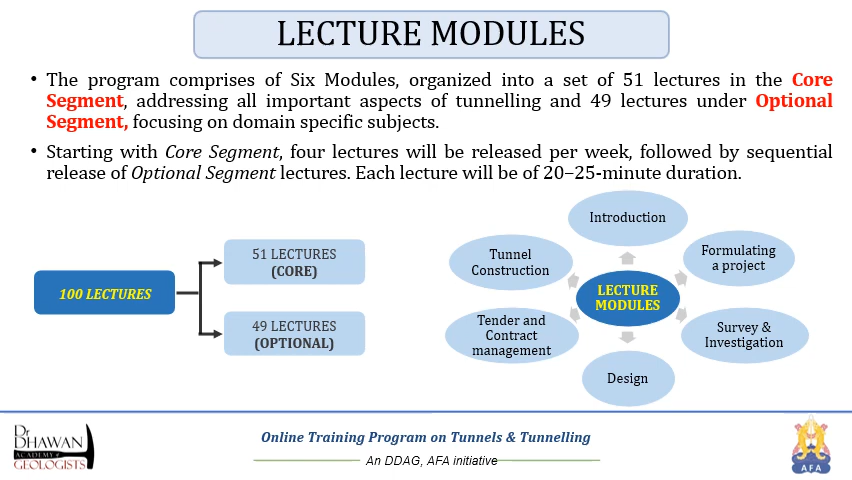 LECTURE MODULES
• The program comprises of Six Modules, organized into a set of 51 lectures in the Core
Segment, addressing all important aspects of tunnelling and 49 lectures under Optional
Segment, focusing on domain specific subjects.
• Starting with Core Segment, four lectures will be released per week, followed by sequential
release of Optional Segment lectures. Each lecture will be of 20–25-minute duration.
100 LECTURES
51 LECTURES
(CORE)
49 LECTURES
(OPTIONAL)
Introduction
Formulating
a project
Survey &
Investigation
Design
Tender and
Contract
management
Tunnel
Construction
LECTURE
MODULES
Dr
DHAWAN
ACADEMY of
GEOLOGISTS
Online Training Program on Tunnels & Tunnelling
An DDAG, AFA initiative
AFA